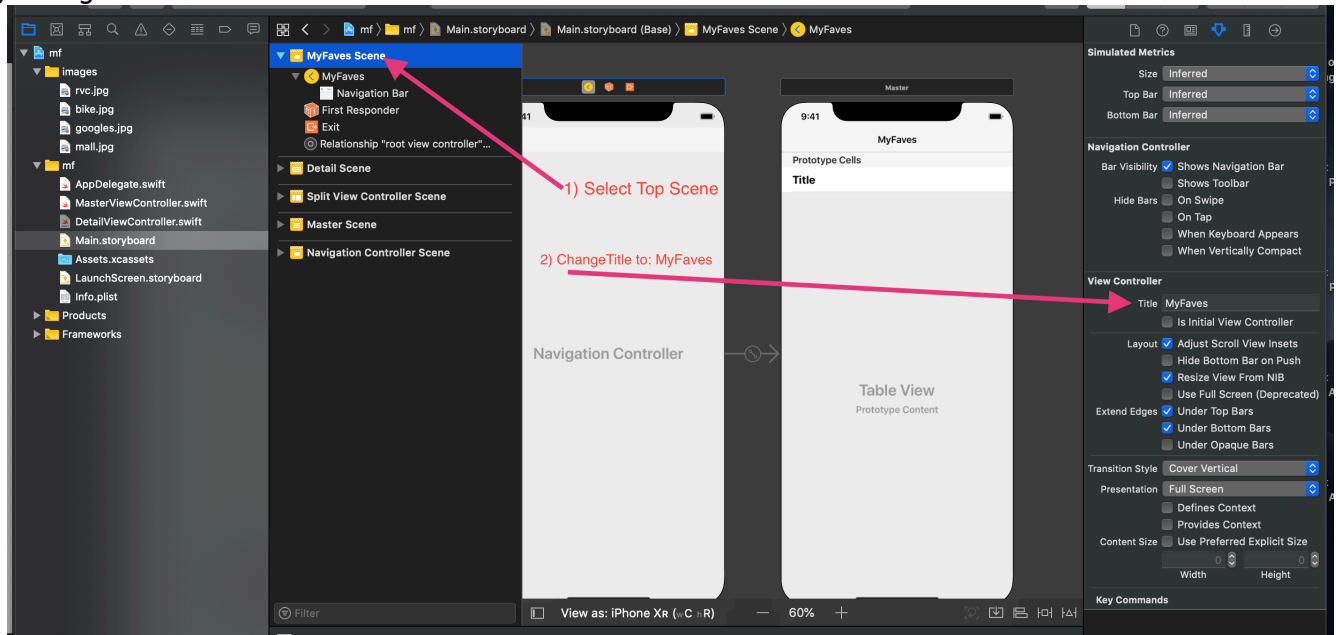 mf
mf
Main.storyboard
Main.storyboard (Base)
MyFaves Scene
MyFaves
mf
images
rvc.jpg
bike.jpg
googles.jpg
mall.jpg
mf
AppDelegate.swift
MasterViewController.swift
DetailViewController.swift
Main.storyboard
Assets.xcassets
LaunchScreen.storyboard
Info.plist
Products
Frameworks
MyFaves Scene
MyFaves
Navigation Bar
First Responder
Exit
Relationship "root view controller"...
Detail Scene
Split View Controller Scene
Master Scene
Navigation Controller Scene
Filter
41
1) Select Top Scene
2) ChangeTitle to: MyFaves
Navigation Controller
Master
9:41
MyFaves
Prototype Cells
Title
Table View
Prototype Content
View as: iPhone XR (wC hR)
60%
Simulated Metrics
Size Inferred
Top Bar Inferred
Bottom Bar Inferred
Navigation Controller
Bar Visibility Shows Navigation Bar
Shows Toolbar
Hide Bars On Swipe
On Tap
When Keyboard Appears
When Vertically Compact
View Controller
Title MyFaves
Is Initial View Controller
Layout Adjust Scroll View Insets
Hide Bottom Bar on Push
Resize View From NIB
Use Full Screen (Deprecated)
Extend Edges Under Top Bars
Under Bottom Bars
Under Opaque Bars
Transition Style Cover Vertical
Presentation Full Screen
Defines Context
Provides Context
Content Size Use Preferred Explicit Size
0 0
Width Height
Key Commands